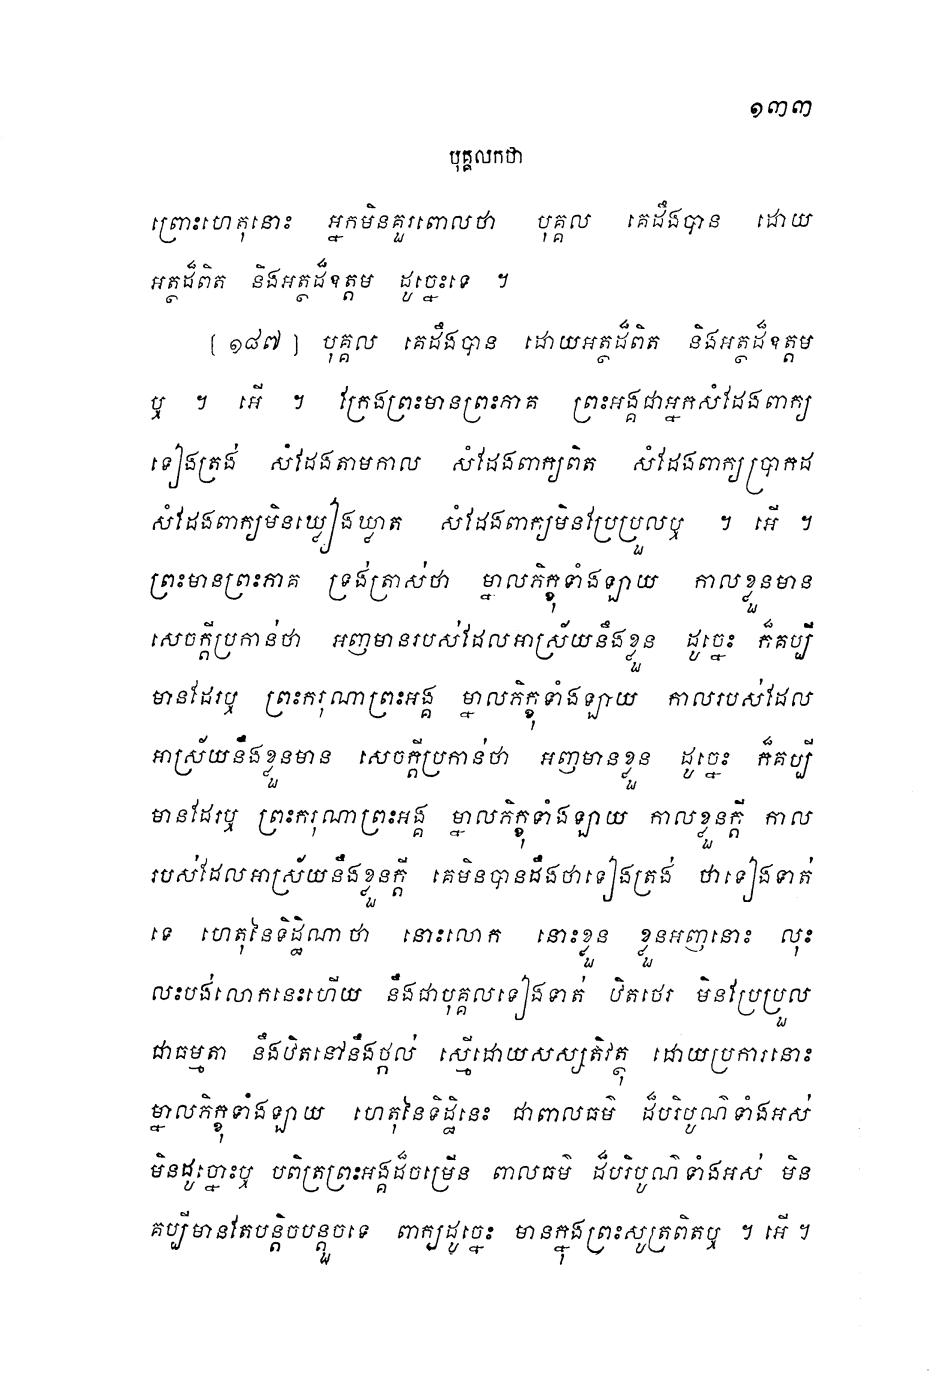 ១៣៣
បុគ្គលកថា
ព្រោះហេតុនោះ អ្នកមិនគួរពោលថា បុគ្គល គេដឹងបាន ដោយ
អត្ថដ៏ពិត និងអត្ថដ៏ឧត្តម ដូច្នេះទេ ។
[ ១៨៧ ] បុគ្គល គេដឹងបាន ដោយអត្ថដ៏ពិត និងអត្ថដ៏ឧត្តម
ឬ ។ អើ ។ ក្រែងព្រះមានព្រះភាគ ព្រះអង្គជាអ្នកសំដែងពាក្យ
ទៀងត្រង់ សំដែងតាមកាល សំដែងពាក្យពិត សំដែងពាក្យប្រាកដ
សំដែងពាក្យមិនឃ្លៀងឃ្លាត សំដែងពាក្យមិនប្រែប្រួលឬ ។ អើ ។
ព្រះមានព្រះភាគ ទ្រង់ត្រាស់ថា ម្នាលភិក្ខុទាំងឡាយ កាលខ្លួនមាន
សេចក្តីប្រកាន់ថា អញមានរបស់ដែលអាស្រ័យនឹងខ្លួន ដូច្នេះ ក៏គប្បី
មានដែរឬ ព្រះករុណាព្រះអង្គ ម្នាលភិក្ខុទាំងឡាយ កាលរបស់ដែល
អាស្រ័យនឹងខ្លួនមាន សេចក្តីប្រកាន់ថា អញមានខ្លួន ដូច្នេះ ក៏គប្បី
មានដែរឬ ព្រះករុណាព្រះអង្គ ម្នាលភិក្ខុទាំងឡាយ កាលខ្លួនក្តី កាល
របស់ដែលអាស្រ័យនឹងខ្លួនក្តី គេមិនបានដឹងថាទៀងត្រង់ ថាទៀងទាត់
ទេ ហេតុនៃទិដ្ឋិណាថា នោះលោក នោះខ្លួន ខ្លួនអញនោះ លុះ
លះបង់លោកនេះហើយ នឹងជាបុគ្គលទៀងទាត់ ឋិតថេរ មិនប្រែប្រួល
ជាធម្មតា នឹងឋិតនៅនឹងថ្កល់ ស្មើដោយសស្សតិវត្ថុ ដោយប្រការនោះ
ម្នាលភិក្ខុទាំងឡាយ ហេតុនៃទិដ្ឋិនេះ ជាពាលធម៌ ដ៏បរិបូណ៌ទាំងអស់
មិនដូច្នោះឬ បពិត្រព្រះអង្គដ៏ចម្រើន ពាលធម៌ ដ៏បរិបូណ៌ទាំងអស់ មិន
គប្បីមានតែបន្តិចបន្តួចទេ ពាក្យដូច្នេះ មានក្នុងព្រះសូត្រពិតឬ ។ អើ ។